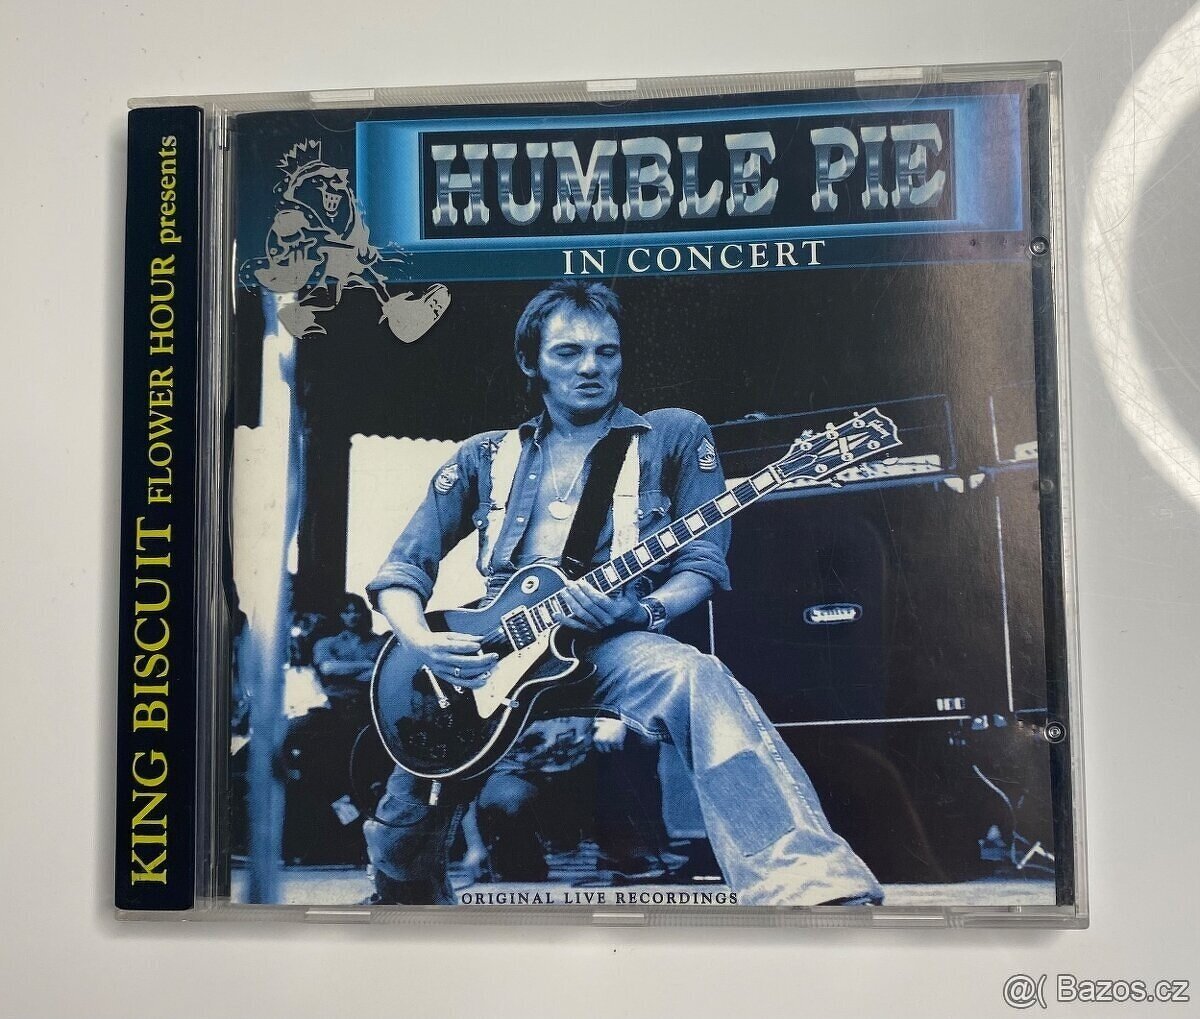 KING BISCUIT FLOWER HOUR presents
HUMBLE PIE
IN CONCERT
ORIGINAL LIVE RECORDINGS
@( Bazos.cz